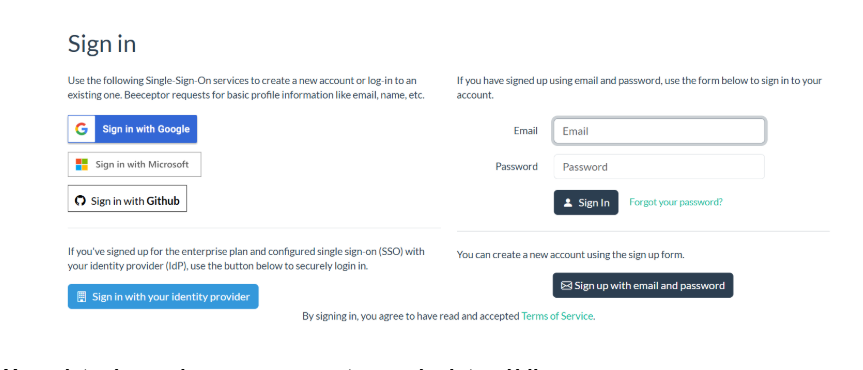 Sign in
Use the following Single-Sign-On services to create a new account or log-in to an
existing one. Beeceptor requests for basic profile information like email, name, etc.
Sign in with Google
Sign in with Microsoft
Sign in with Github
If you've signed up for the enterprise plan and configured single sign-on (SSO) with
your identity provider (IdP), use the button below to securely login in.
Sign in with your identity provider
If you have signed up using email and password, use the form below to sign in to your
account.
Email
Email
Password
Password
Sign In
Forgot your password?
You can create a new account using the sign up form.
Sign up with email and password
By signing in, you agree to have read and accepted Terms of Service.